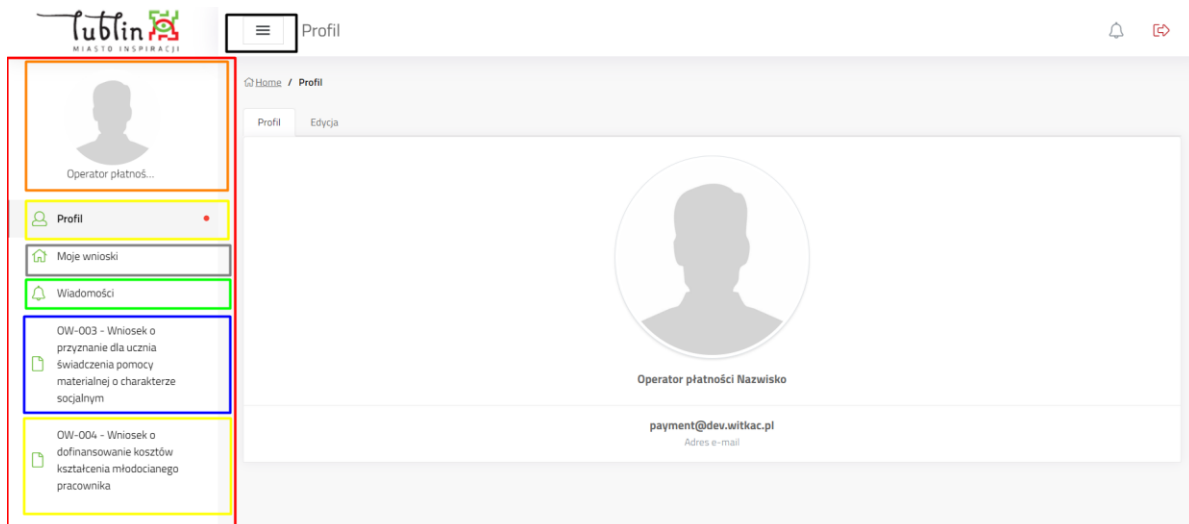 lublin
MIASTO INSPIRACJI
Profil
Operator płatnoś...
Profil
Moje wnioski
Wiadomości
OW-003 - Wniosek o
przyznanie dla ucznia
świadczenia pomocy
materialnej o charakterze
socjalnym
OW-004 - Wniosek o
dofinansowanie kosztów
kształcenia młodocianego
pracownika
Home / Profil
Profil Edycja
Operator płatności Nazwisko
payment@dev.witkac.pl
Adres e-mail